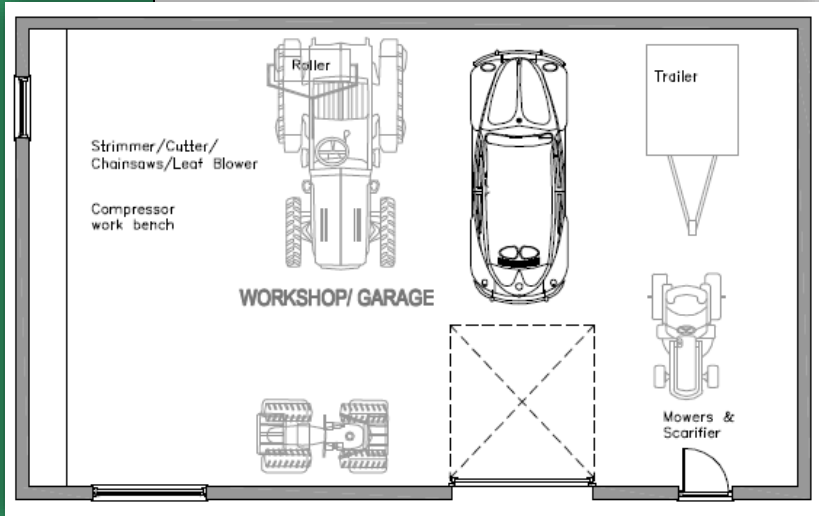 Roller
Trailer
Strimmer/Cutter/
Chainsaws/Leaf Blower
Compressor
work bench
WORKSHOP/ GARAGE
Mowers &
Scarifier